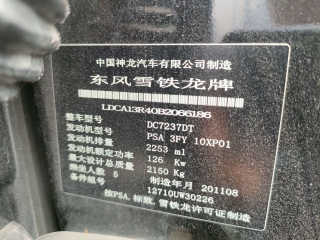 中国神龙汽车有限公司制造
东风雪铁龙牌
LDCA13R40B2066186
整车型号 DC7237DT
发动机型号 PSA 3FY 10XP01
发动机排量 2253 ml
发动机额定功率 126 Kw
最大设计总质量 2150 Kg
乘坐人数 5 制造年月 201108
备件组号 12710UW30226
按PSA.标致.雪铁龙许可证制造